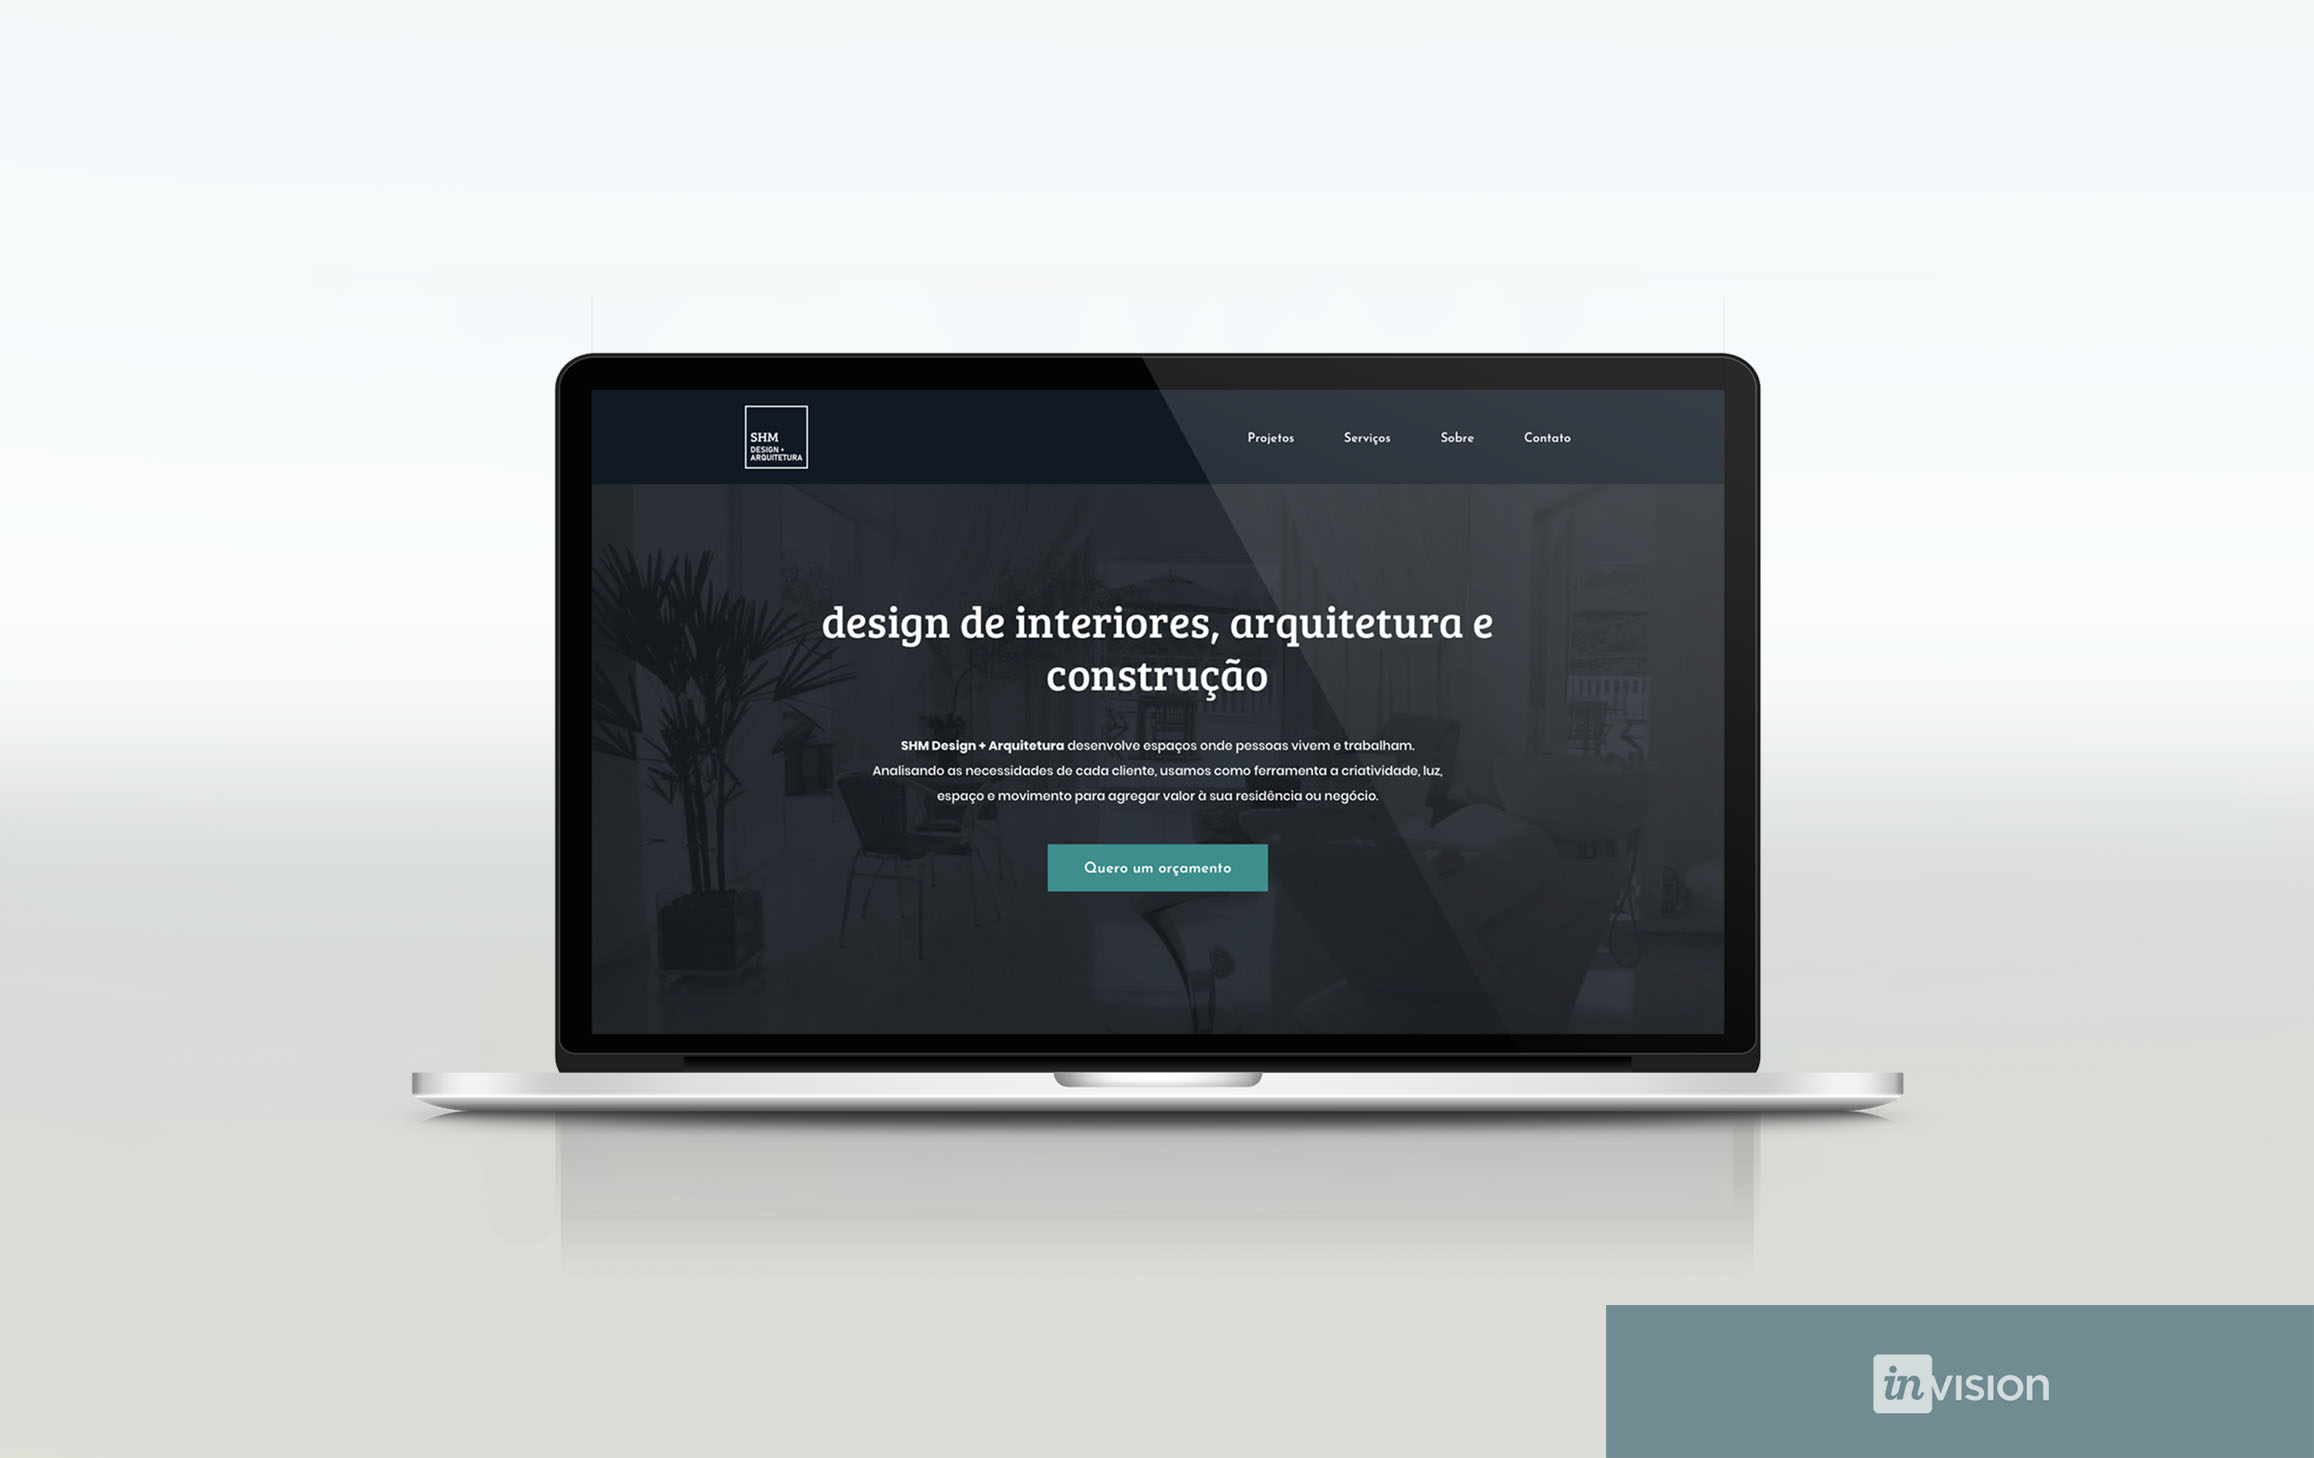 SHM
DESIGN +
ARQUITETURA
Projetos Serviços Sobre Contato
design de interiores, arquitetura e
construção
SHM Design + Arquitetura desenvolve espaços onde pessoas vivem e trabalham.
Analisando as necessidades de cada cliente, usamos como ferramenta a criatividade, luz,
espaço e movimento para agregar valor à sua residência ou negócio.
Quero um orçamento
invision